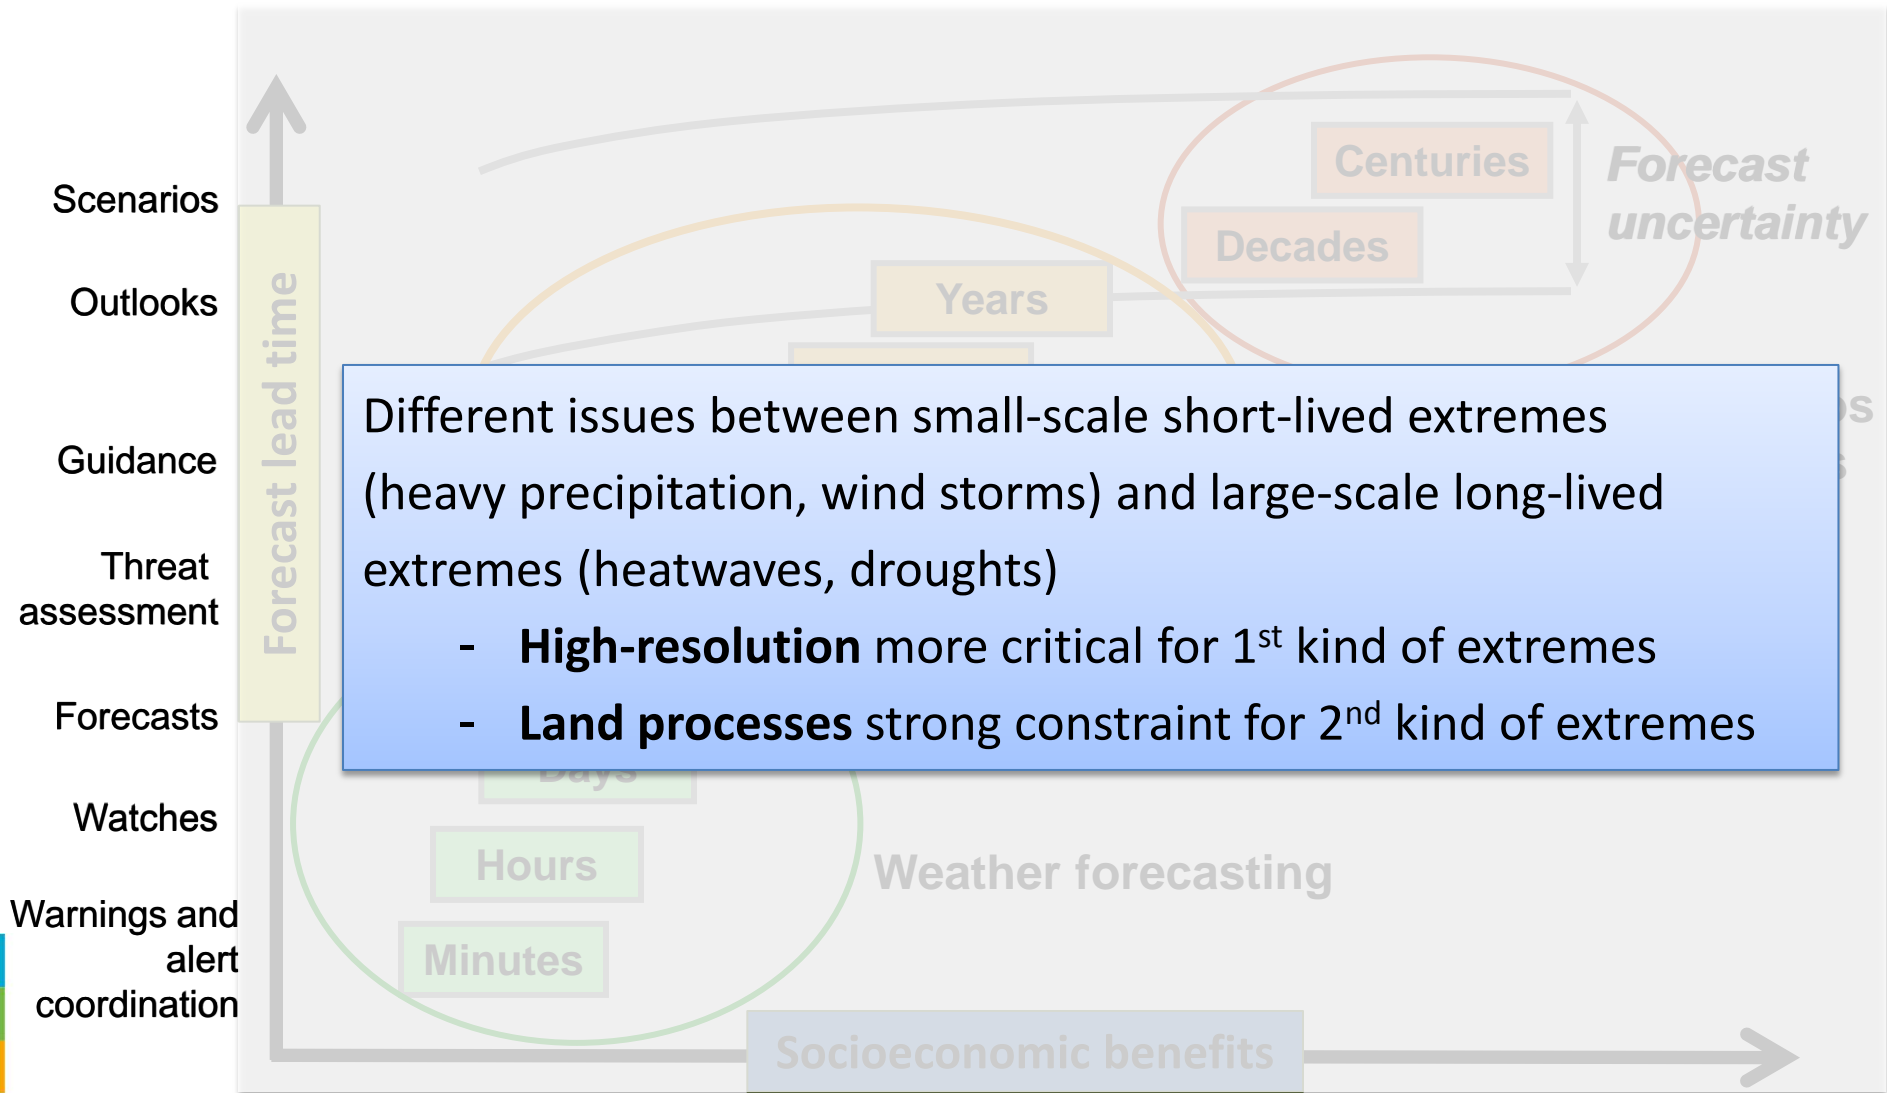 Scenarios
Outlooks
Guidance
Threat
assessment
Forecasts
Watches
Warnings and
alert
coordination
Forecast lead time
Centuries
Decades
Years
Forecast
uncertainty
Different issues between small-scale short-lived extremes
(heavy precipitation, wind storms) and large-scale long-lived
extremes (heatwaves, droughts)
- High-resolution more critical for 1st kind of extremes
- Land processes strong constraint for 2nd kind of extremes
Days
Hours
Minutes
Weather forecasting
Socioeconomic benefits